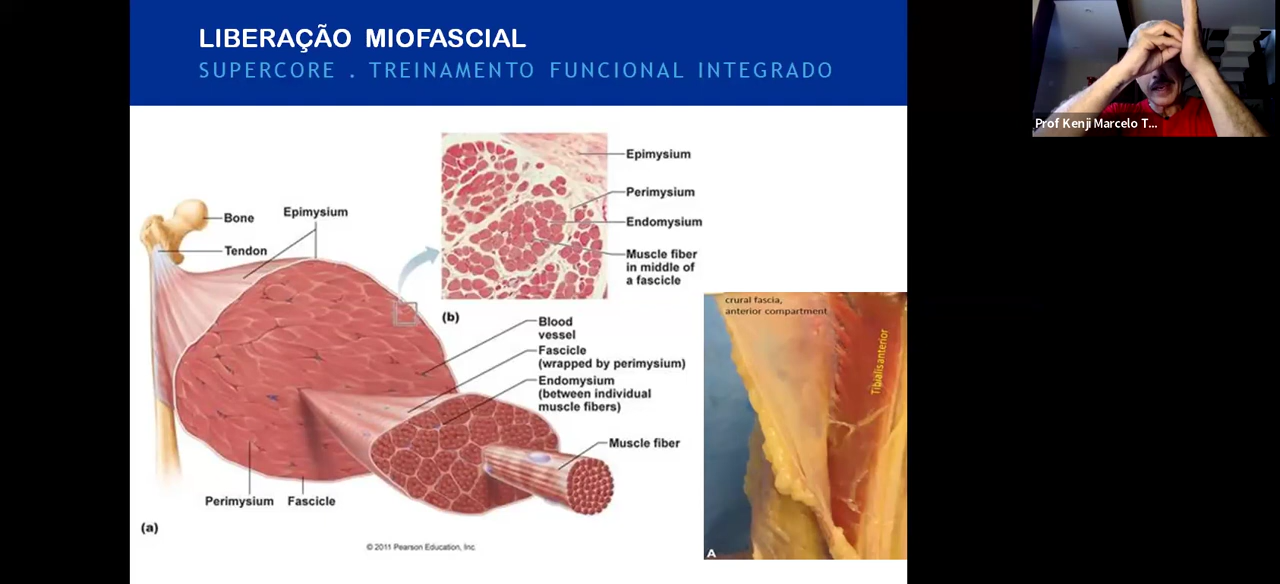 LIBERAÇÃO MIOFASCIAL
SUPERCORE . TREINAMENTO FUNCIONAL INTEGRADO
Prof Kenji Marcelo T...
Epimysium
Perimysium
Endomysium
Muscle fiber
in middle of
a fascicle
(b)
Bone
Epimysium
Tendon
Blood
vessel
Fascicle
(wrapped by perimysium)
Endomysium
(between individual
muscle fibers)
Muscle fiber
Perimysium
Fascicle
(a)
© 2011 Pearson Education, Inc.
crural fascia,
anterior compartment
Tibialisanterior
A